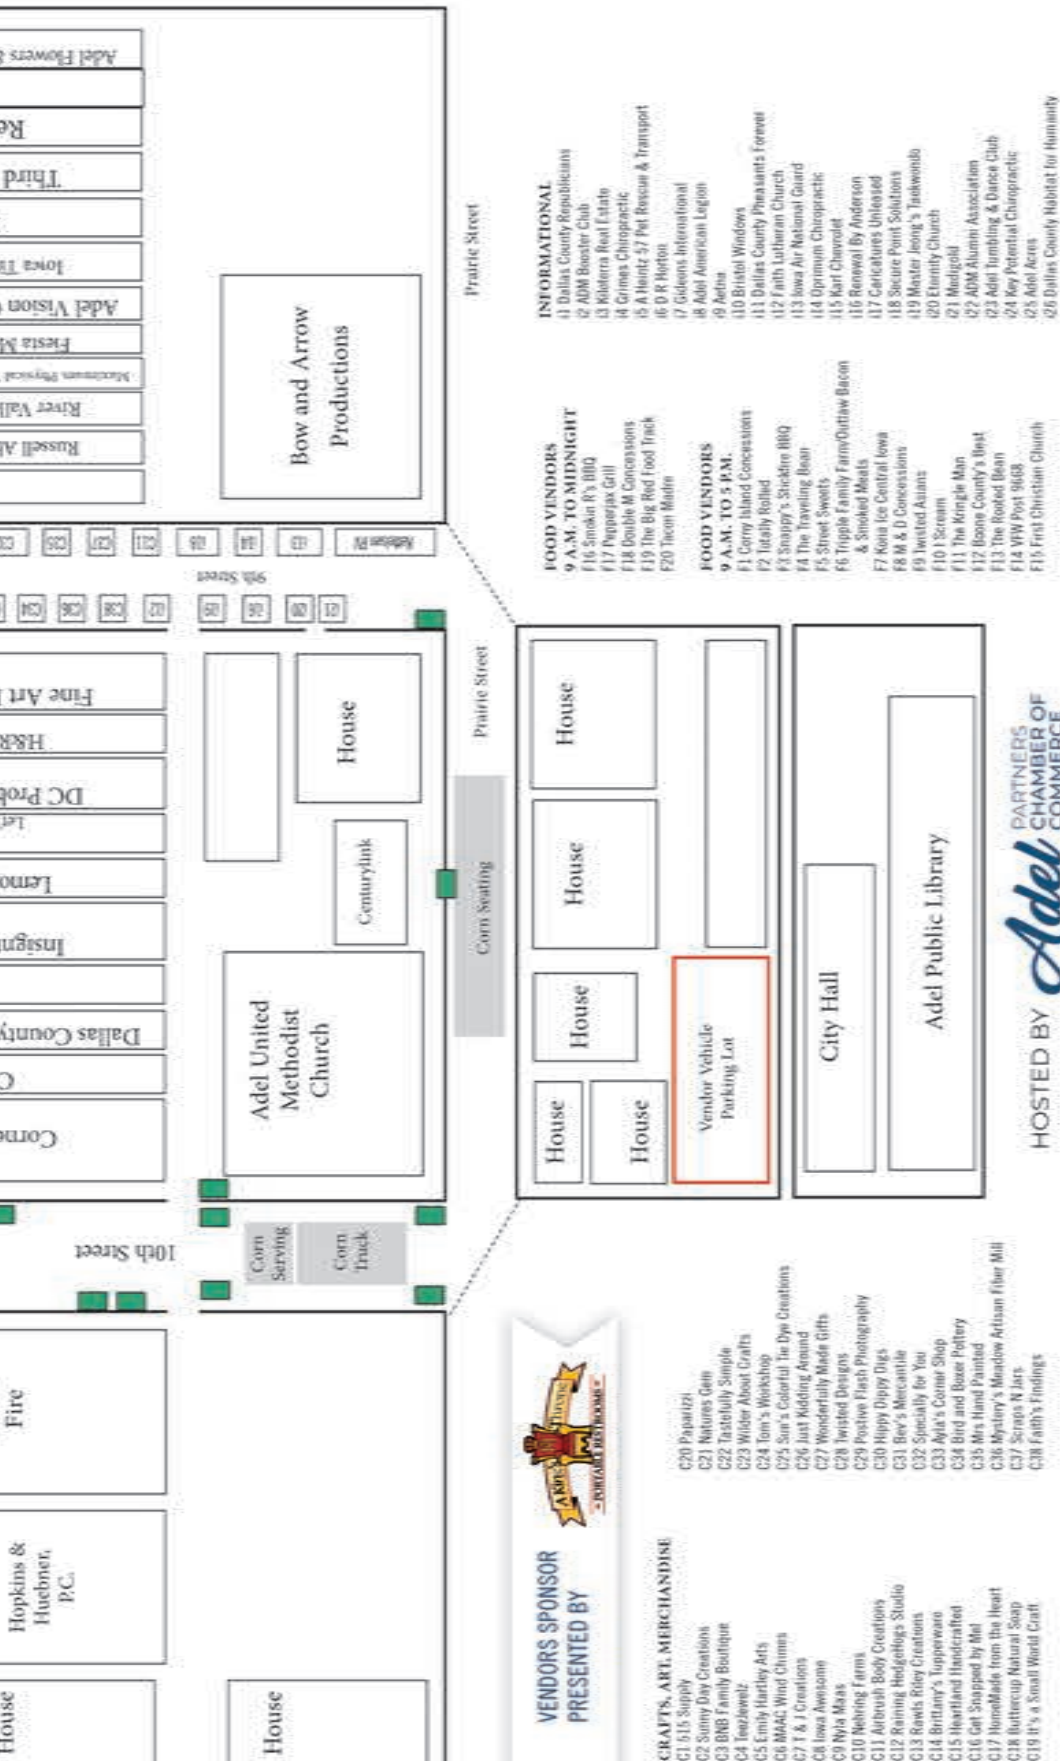 Adel Flowers &
Third
Adel Vision
Fiesta M
Maximum Physical
River Vall
Bow and Arrow
Productions
Prairie Street
9th Street
Fine Art
H&R
Lemo
Dallas County
Corne
House
Centurylink
Adel United
Methodist
Church
Prairie Street
Corn Seating
10th Street
Corn
Serving
Corn
Truck
Fire
Hopkins &
Huebner,
P.C.
House
House
House
House
House
House
House
Vendor Vehicle
Parking Lot
City Hall
Adel Public Library
HOSTED BY Adel PARTNERS
CHAMBER OF
COMMERCE
VENDORS SPONSOR
PRESENTED BY
A King's Throne
PORTABLE RESTROOMS
INFORMATIONAL
i1 Dallas County Republicians
i2 ADM Booster Club
i3 Kloterra Real Estate
i4 Grimes Chiropractic
i5 A Heintz 57 Pet Rescue & Transport
i6 D R Horton
i7 Gideons International
i8 Adel American Legion
i9 Aetna
i10 Bristol Windows
i11 Dallas County Pheasants Forever
i12 Faith Lutheran Church
i13 Iowa Air National Guard
i14 Oprimum Chiropractic
i15 Karl Chevrolet
i16 Renewal By Anderson
i17 Caricatures Unleased
i18 Secure Point Solutions
i19 Master Jeong's Taekwondo
i20 Eternity Church
i21 Medigold
i22 ADM Alumni Association
i23 Adel Tumbling & Dance Club
i24 Key Potential Chiropractic
i25 Adel Acres
i26 Dallas County Habitat for Humanity
FOOD VENDORS
9 A.M. TO MIDNIGHT
F16 Smokin R's BBQ
F17 Pepperjax Grill
F18 Double M Concessions
F19 The Big Red Food Truck
F20 Tacon Madre
FOOD VENDORS
9 A.M. TO 5 P.M.
F1 Corny Island Concessions
F2 Totally Rolled
F3 Snappy's Stickfire BBQ
F4 The Traveling Bean
F5 Street Sweets
F6 Tripple Family Farm/Outlaw Bacon
& Smoked Meats
F7 Kona Ice Central Iowa
F8 M & D Concessions
F9 Twisted Asians
F10 I Scream
F11 The Kringle Man
F12 Boone County's Best
F13 The Rooted Bean
F14 VFW Post 9668
F15 First Christian Church
CRAFTS, ART, MERCHANDISE
C1 515 Supply
C2 Sunny Day Creations
C3 BNB Family Boutique
C4 TeezJewelz
C5 Emily Hartley Arts
C6 MAAC Wind Chimes
C7 T & J Creations
C8 Iowa Awesome
C9 Nyla Maas
C10 Nehring Farms
C11 Airbrush Body Creations
C12 Raining HedgeHogs Studio
C13 Rawls Riley Creations
C14 Brittany's Tupperware
C15 Heartland Handcrafted
C16 Get Snapped by Mel
C17 HomeMade from the Heart
C18 Buttercup Natural Soap
C19 It's a Small World Craft
C20 Paparizzi
C21 Natures Gem
C22 Tastefully Simple
C23 Wilder About Crafts
C24 Tom's Workshop
C25 Sun's Colorful Tie Dye Creations
C26 Just Kidding Around
C27 Wonderfully Made Gifts
C28 Twisted Designs
C29 Postive Flash Photography
C30 Hippy Dippy Digs
C31 Bev's Mercantile
C32 Specially for You
C33 Ayla's Corner Shop
C34 Bird and Boxer Pottery
C35 Mrs Hand Painted
C36 Mystery's Meadow Artisan Fiber Mill
C37 Scraps N Jars
C38 Faith's Findings